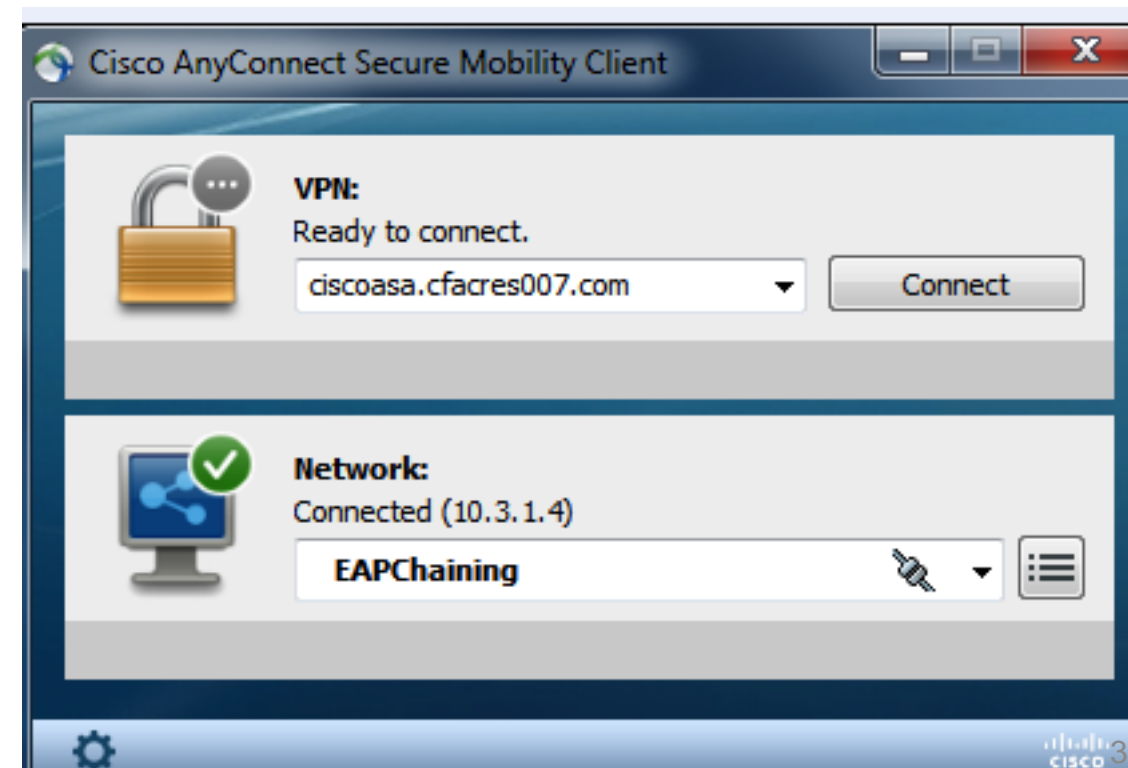 Cisco AnyConnect Secure Mobility Client
VPN:
Ready to connect.
ciscoasa.cfacres007.com
Connect
Network:
Connected (10.3.1.4)
EAPChaining
CISCO
3